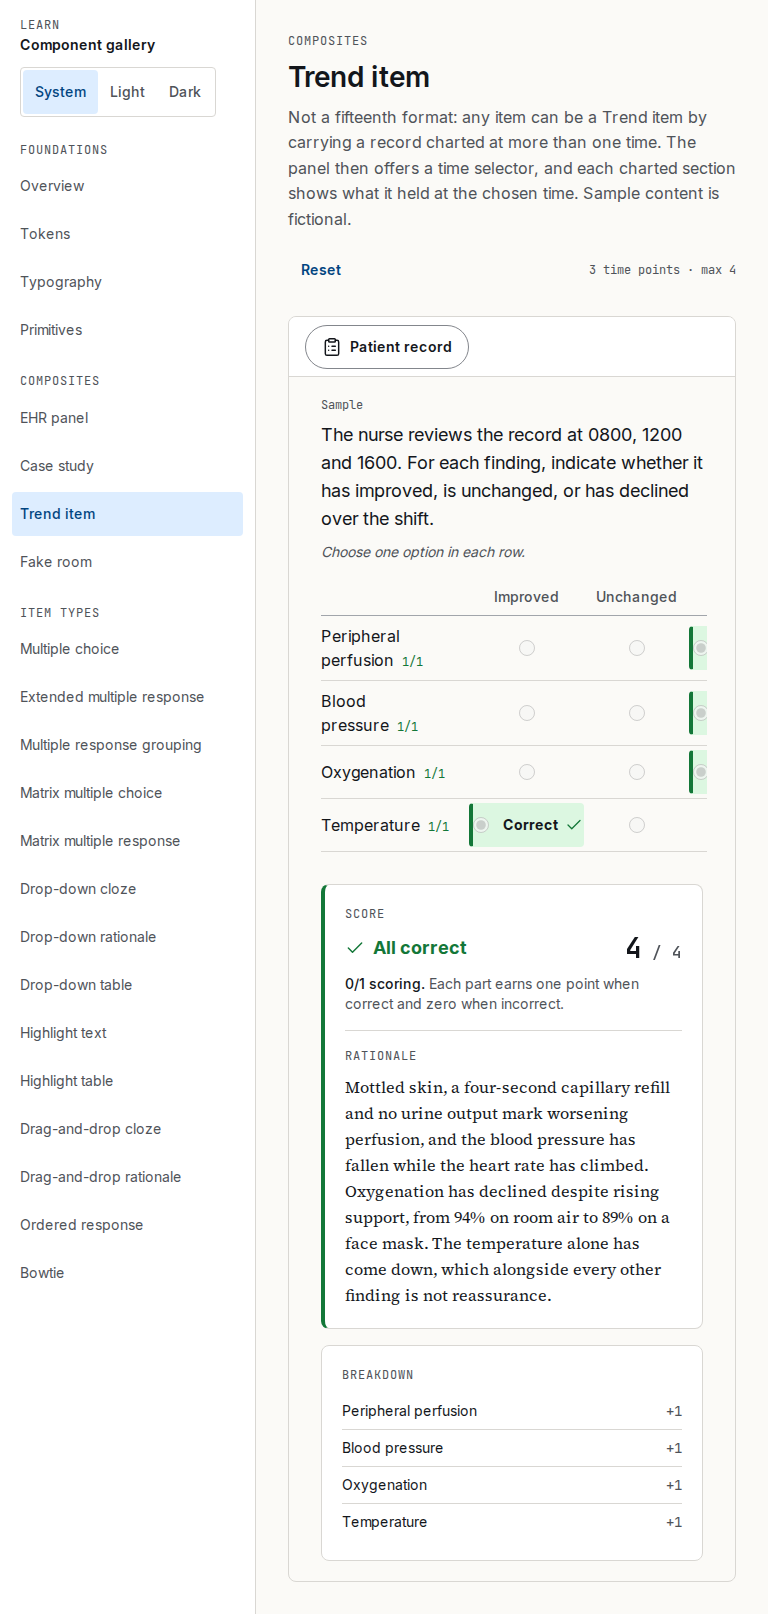 LEARN
Component gallery
System Light Dark
FOUNDATIONS
Overview
Tokens
Typography
Primitives
COMPOSITES
EHR panel
Case study
Trend item
Fake room
ITEM TYPES
Multiple choice
Extended multiple response
Multiple response grouping
Matrix multiple choice
Matrix multiple response
Drop-down cloze
Drop-down rationale
Drop-down table
Highlight text
Highlight table
Drag-and-drop cloze
Drag-and-drop rationale
Ordered response
Bowtie
COMPOSITES
Trend item
Not a fifteenth format: any item can be a Trend item by
carrying a record charted at more than one time. The
panel then offers a time selector, and each charted section
shows what it held at the chosen time. Sample content is
fictional.
Reset 3 time points · max 4
Patient record
Sample
The nurse reviews the record at 0800, 1200
and 1600. For each finding, indicate whether it
has improved, is unchanged, or has declined
over the shift.
Choose one option in each row.
Improved Unchanged
Peripheral
perfusion 1/1
Blood
pressure 1/1
Oxygenation 1/1
Temperature 1/1 Correct
SCORE
All correct 4 / 4
0/1 scoring. Each part earns one point when
correct and zero when incorrect.
RATIONALE
Mottled skin, a four-second capillary refill
and no urine output mark worsening
perfusion, and the blood pressure has
fallen while the heart rate has climbed.
Oxygenation has declined despite rising
support, from 94% on room air to 89% on a
face mask. The temperature alone has
come down, which alongside every other
finding is not reassurance.
BREAKDOWN
Peripheral perfusion +1
Blood pressure +1
Oxygenation +1
Temperature +1